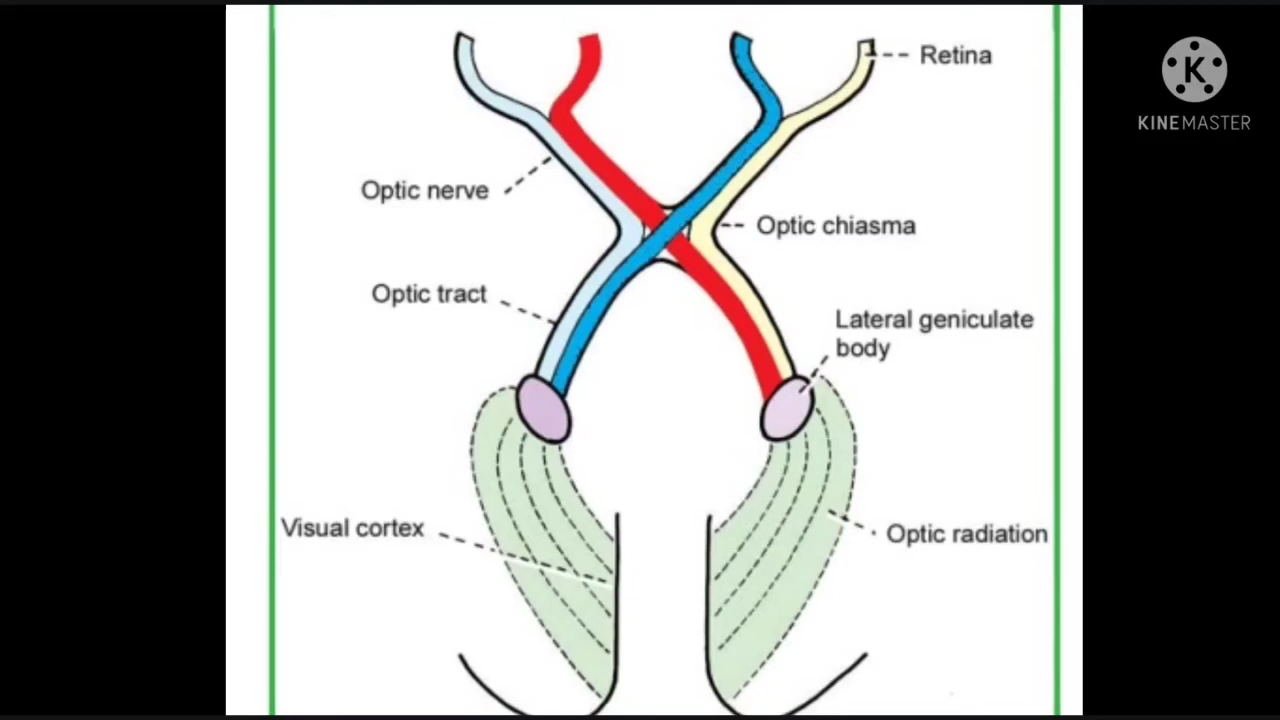 Retina
K
KINEMASTER
Optic nerve
Optic chiasma
Optic tract
Lateral geniculate
body
Visual cortex
Optic radiation